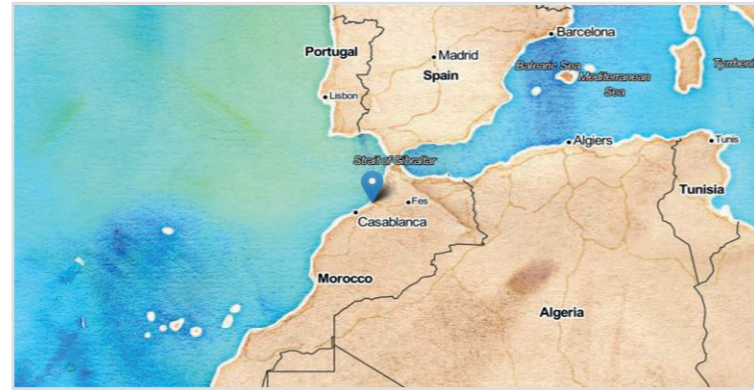 Barcelona
Portugal
Madrid
Spain
Balearic Sea
Mediterranean
Sea
Lisbon
Strait of Gibraltar
Algiers
Tunis
Tunisia
Fes
Casablanca
Morocco
Algeria